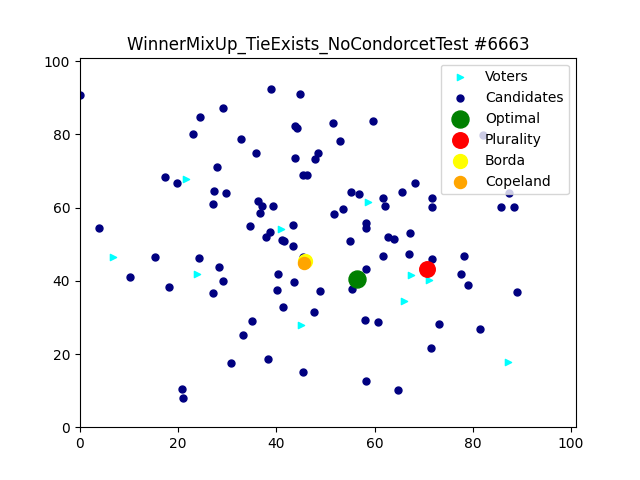 WinnerMixUp_TieExists_NoCondorcetTest #6663
100
80
60
40
20
0
0 20 40 60 80 100
Voters
Candidates
Optimal
Plurality
Borda
Copeland